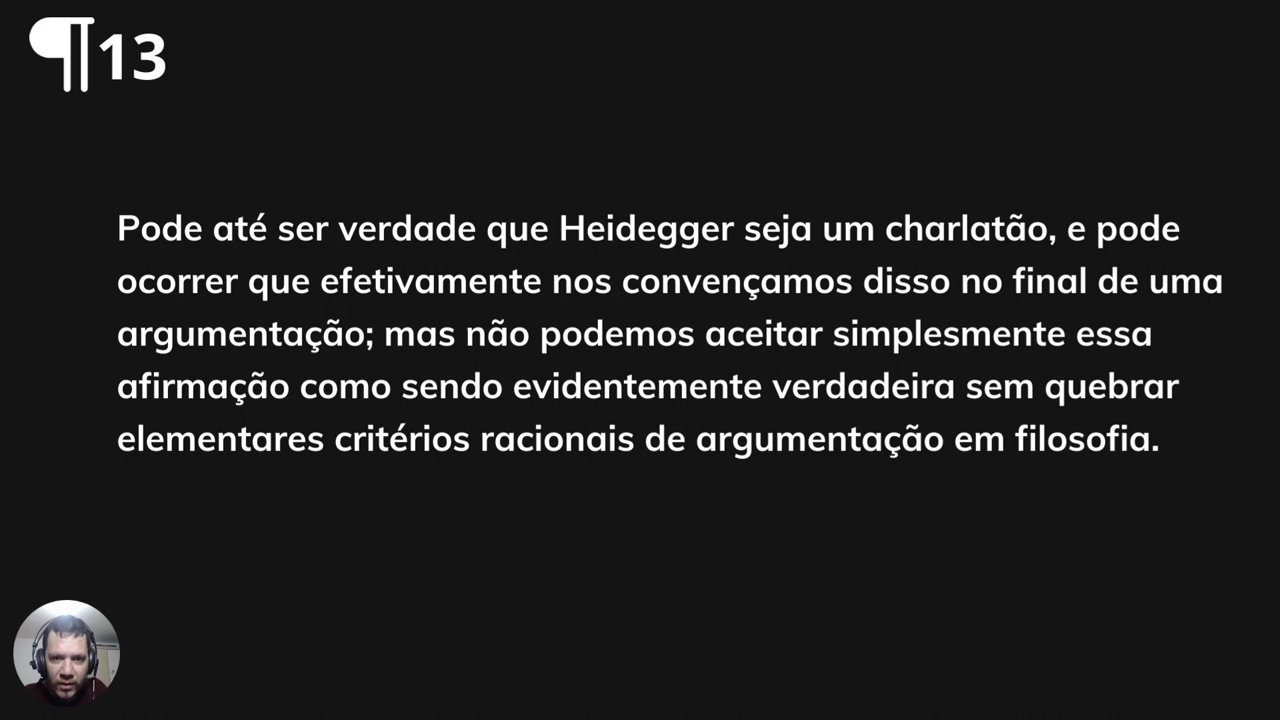 ¶13
Pode até ser verdade que Heidegger seja um charlatão, e pode
ocorrer que efetivamente nos convençamos disso no final de uma
argumentação; mas não podemos aceitar simplesmente essa
afirmação como sendo evidentemente verdadeira sem quebrar
elementares critérios racionais de argumentação em filosofia.